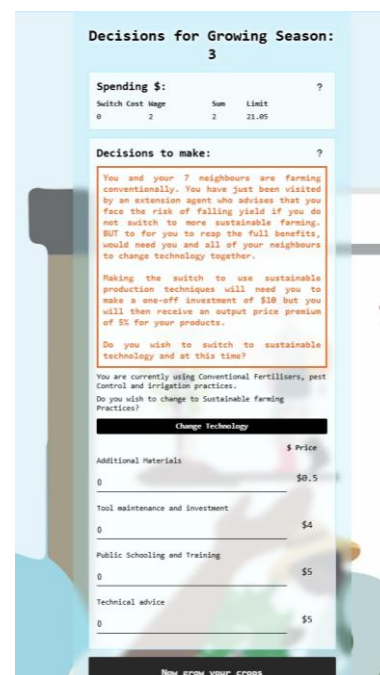 Decisions for Growing Season:
3
Spending $: ?
Switch Cost Wage Sum Limit
0 2 2 21.05
Decisions to make: ?
You and your 7 neighbours are farming
conventionally. You have just been visited
by an extension agent who advises that you
face the risk of falling yield if you do
not switch to more sustainable farming.
BUT to for you to reap the full benefits,
would need you and all of your neighbours
to change technology together.
Making the switch to use sustainable
production techniques will need you to
make a one-off investment of $10 but you
will then receive an output price premium
of 5% for your products.
Do you wish to switch to sustainable
technology and at this time?
You are currently using Conventional Fertilisers, pest
Control and irrigation practices.
Do you wish to change to Sustainable farming
Practices?
Change Technology
$ Price
Additional Materials
0 $0.5
Tool maintenance and investment
0 $4
Public Schooling and Training
0 $5
Technical advice
0 $5
Now grow your crops